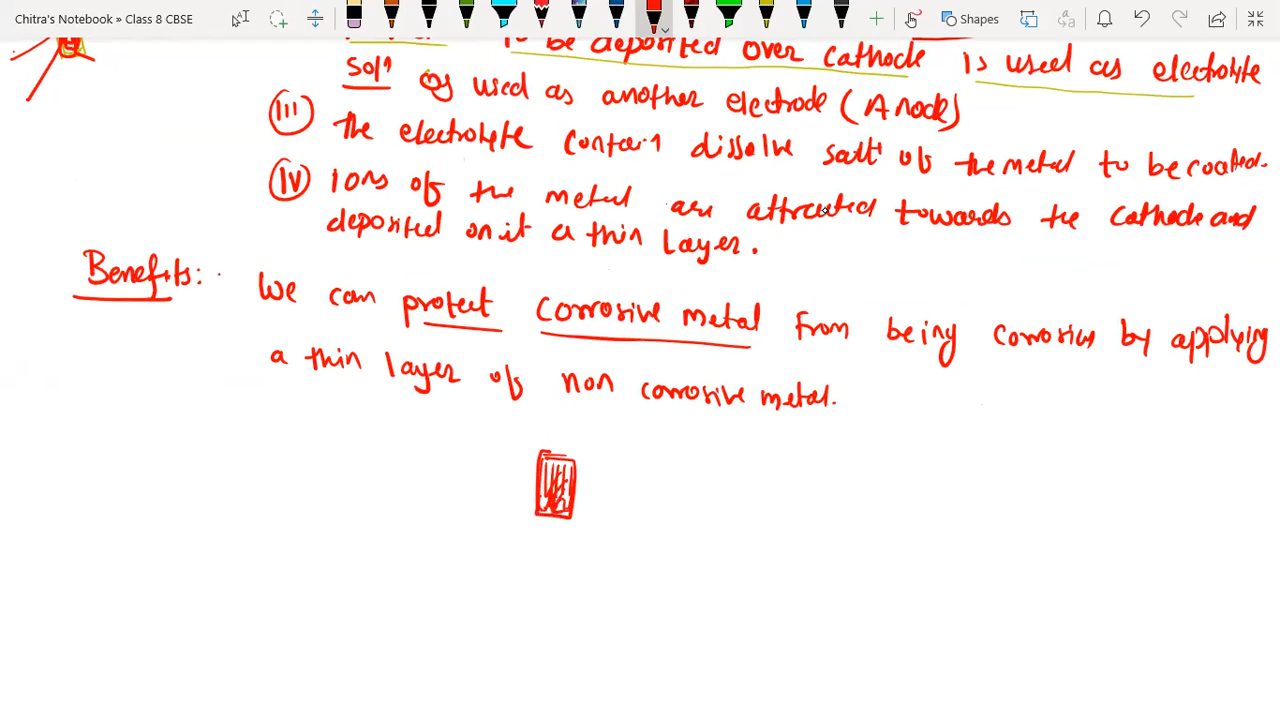 Chitra's Notebook » Class 8 CBSE
Shapes
to be deposited over cathode is used as electrolyte
Sol⁹ Or used as another electrode (Anode)
(iii) The electrolyte contain dissolve salt of the metal to be coated.
(iv) Ions of the metal are attracted towards the cathode and
deposited on it a thin layer.
Benefits: We can protect corrosive metal from being corrosives by applying
a thin layer of non corrosive metal.